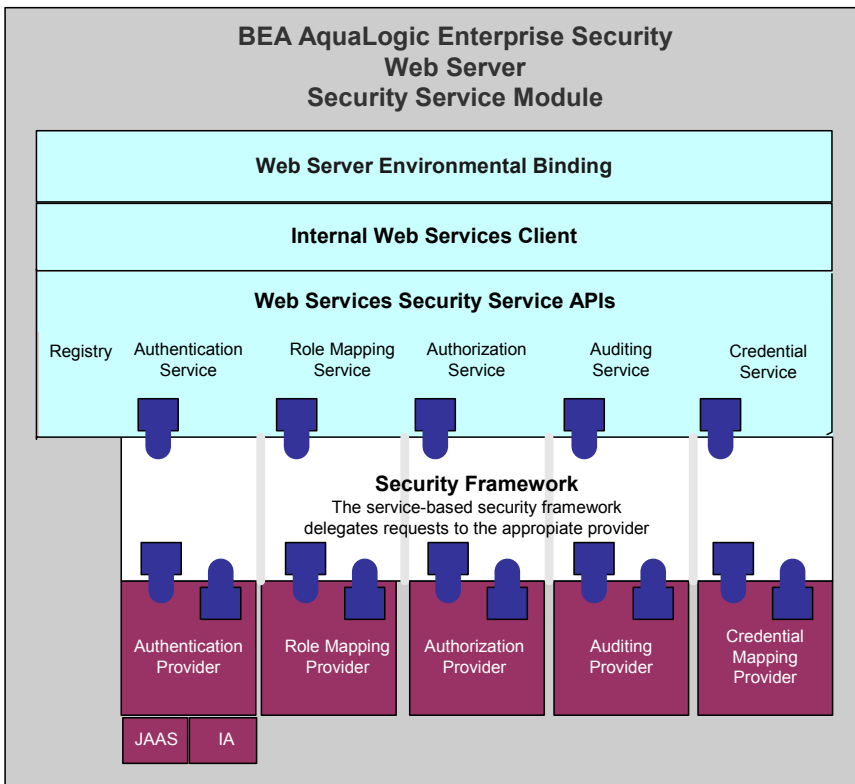 BEA AquaLogic Enterprise Security
Web Server
Security Service Module
Web Server Environmental Binding
Internal Web Services Client
Web Services Security Service APIs
Registry
Authentication
Service
Role Mapping
Service
Authorization
Service
Auditing
Service
Credential
Service
Security Framework
The service-based security framework
delegates requests to the appropiate provider
Authentication
Provider
Role Mapping
Provider
Authorization
Provider
Auditing
Provider
Credential
Mapping
Provider
JAAS
IA